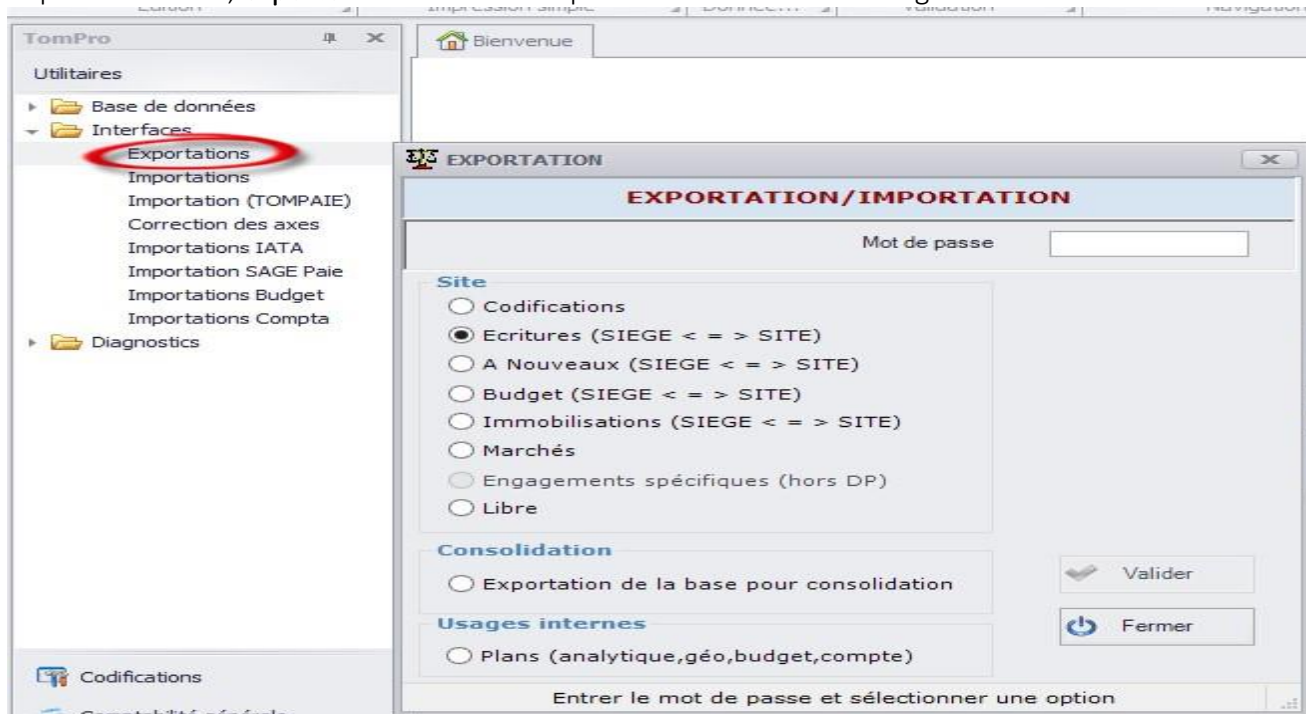 TomPro
Bienvenue
Utilitaires
Base de données
Interfaces
Exportations
Importations
Importation (TOMPAIE)
Correction des axes
Importations IATA
Importation SAGE Paie
Importations Budget
Importations Compta
Diagnostics
Codifications
EXPORTATION
EXPORTATION/IMPORTATION
Mot de passe
Site
Codifications
Ecritures (SIEGE < = > SITE)
A Nouveaux (SIEGE < = > SITE)
Budget (SIEGE < = > SITE)
Immobilisations (SIEGE < = > SITE)
Marchés
Engagements spécifiques (hors DP)
Libre
Consolidation
Exportation de la base pour consolidation
Valider
Usages internes
Fermer
Plans (analytique,géo,budget,compte)
Entrer le mot de passe et sélectionner une option